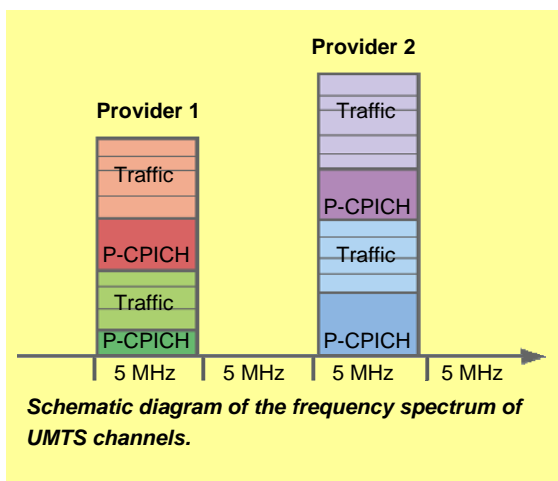 Provider 2
Provider 1
Traffic
Traffic
P-CPICH
P-CPICH
Traffic
Traffic
P-CPICH
P-CPICH
5 MHz 5 MHz 5 MHz 5 MHz
Schematic diagram of the frequency spectrum of
UMTS channels.